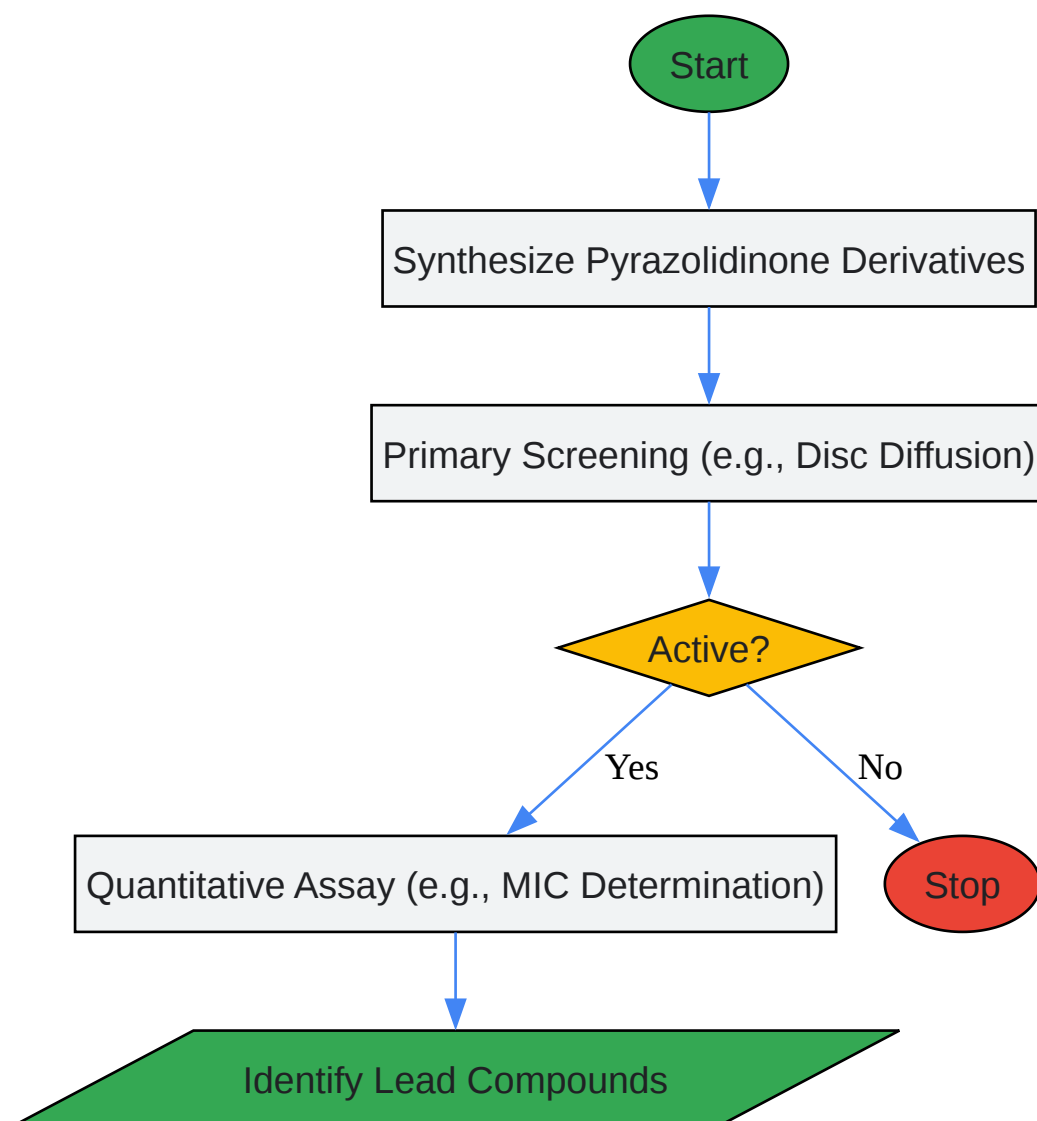 Start
Synthesize Pyrazolidinone Derivatives
Primary Screening (e.g., Disc Diffusion)
Active?
Yes
No
Quantitative Assay (e.g., MIC Determination)
Stop
Identify Lead Compounds